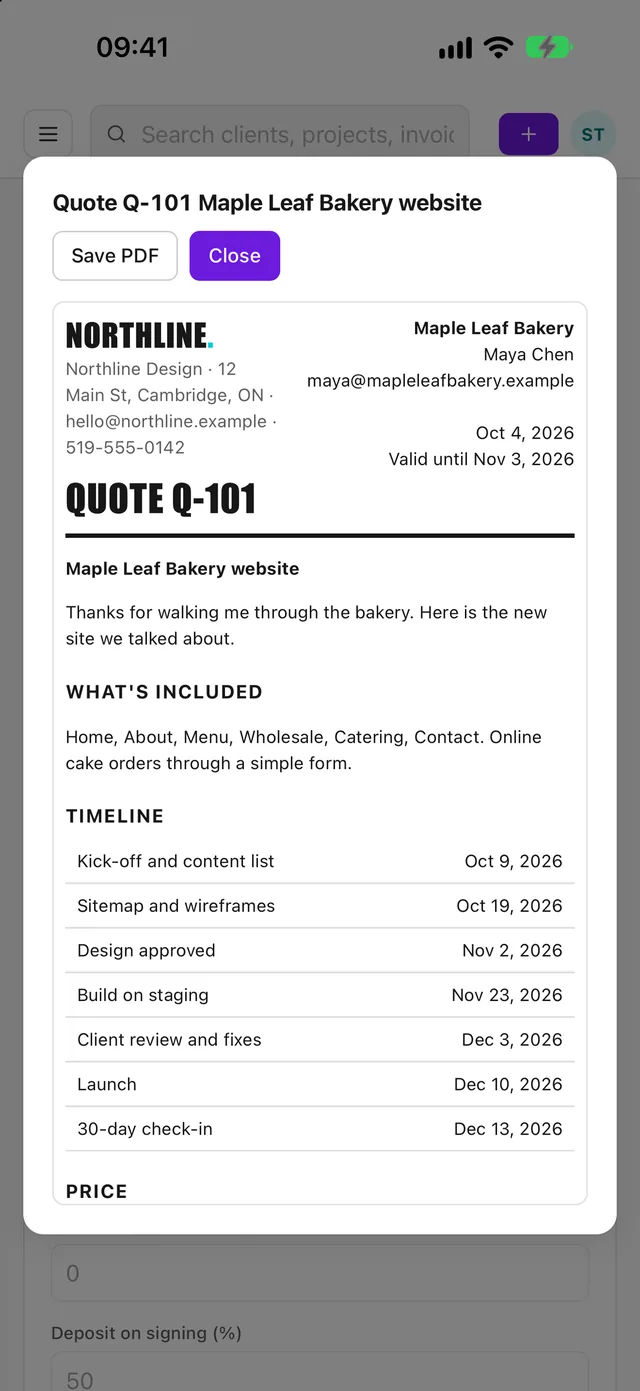 09:41
Search clients, projects, invoic
+
ST
Quote Q-101 Maple Leaf Bakery website
Save PDF
Close
NORTHLINE.
Northline Design · 12
Main St, Cambridge, ON ·
hello@northline.example ·
519-555-0142
Maple Leaf Bakery
Maya Chen
maya@mapleleafbakery.example
Oct 4, 2026
Valid until Nov 3, 2026
QUOTE Q-101
Maple Leaf Bakery website
Thanks for walking me through the bakery. Here is the new
site we talked about.
WHAT'S INCLUDED
Home, About, Menu, Wholesale, Catering, Contact. Online
cake orders through a simple form.
TIMELINE
Kick-off and content list Oct 9, 2026
Sitemap and wireframes Oct 19, 2026
Design approved Nov 2, 2026
Build on staging Nov 23, 2026
Client review and fixes Dec 3, 2026
Launch Dec 10, 2026
30-day check-in Dec 13, 2026
PRICE
0
Deposit on signing (%)
50